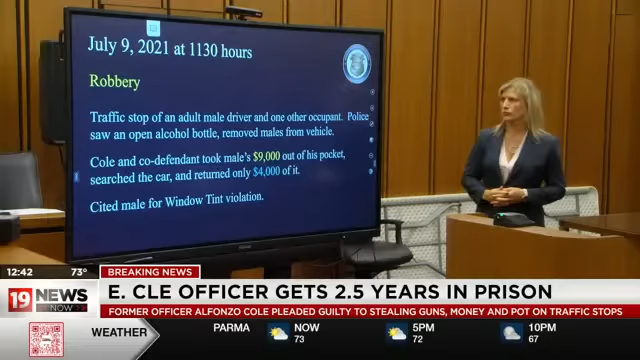 July 9, 2021 at 1130 hours
Robbery
Traffic stop of an adult male driver and one other occupant. Police
saw an open alcohol bottle, removed males from vehicle.
Cole and co-defendant took male's $9,000 out of his pocket,
searched the car, and returned only $4,000 of it.
Cited male for Window Tint violation.
12:42 73°
BREAKING NEWS
19 NEWS
NOW
E. CLE OFFICER GETS 2.5 YEARS IN PRISON
FORMER OFFICER ALFONZO COLE PLEADED GUILTY TO STEALING GUNS, MONEY AND POT ON TRAFFIC STOPS
WEATHER
PARMA
NOW
73
5PM
72
10PM
67